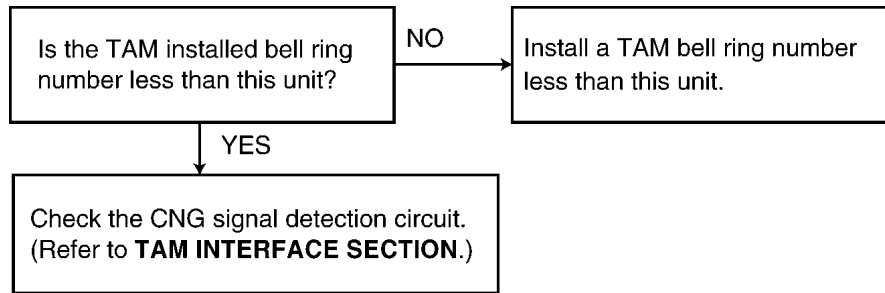 Is the TAM installed bell ring
number less than this unit?
NO
Install a TAM bell ring number
less than this unit.
YES
Check the CNG signal detection circuit.
(Refer to TAM INTERFACE SECTION.)